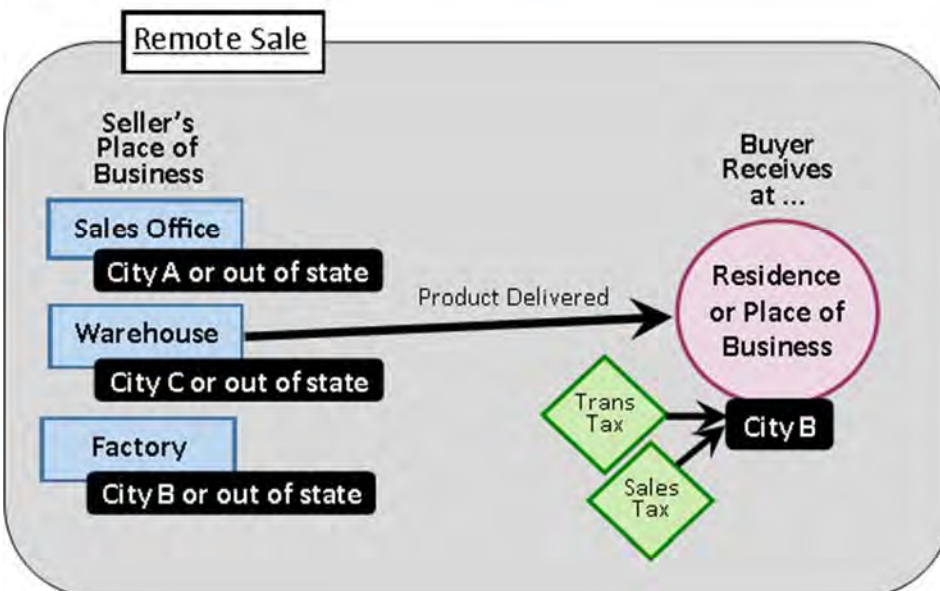 Remote Sale
Seller's
Place of
Business
Sales Office
City A or out of state
Warehouse
City C or out of state
Factory
City B or out of state
Product Delivered
Buyer
Receives
at ...
Residence
or Place of
Business
City B
Trans
Tax
Sales
Tax